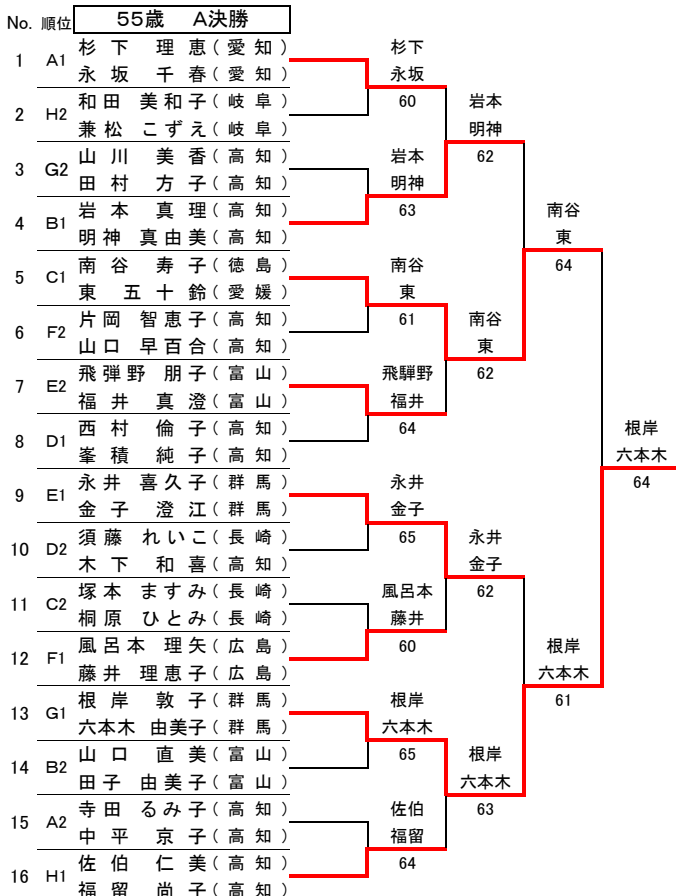 No. 順位 55歳 A決勝
1 A1 杉下 理恵(愛知)
永坂 千春(愛知)
2 H2 和田 美和子(岐阜)
兼松 こずえ(岐阜)
3 G2 山川 美香(高知)
田村 方子(高知)
4 B1 岩本 真理(高知)
明神 真由美(高知)
5 C1 南谷 寿子(徳島)
東 五十鈴(愛媛)
6 F2 片岡 智恵子(高知)
山口 早百合(高知)
7 E2 飛弾野 朋子(富山)
福井 真澄(富山)
8 D1 西村 倫子(高知)
峯積 純子(高知)
9 E1 永井 喜久子(群馬)
金子 澄江(群馬)
10 D2 須藤 れいこ(長崎)
木下 和喜(高知)
11 C2 塚本 ますみ(長崎)
桐原 ひとみ(長崎)
12 F1 風呂本 理矢(広島)
藤井 理恵子(広島)
13 G1 根岸 敦子(群馬)
六本木 由美子(群馬)
14 B2 山口 直美(富山)
田子 由美子(富山)
15 A2 寺田 るみ子(高知)
中平 京子(高知)
16 H1 佐伯 仁美(高知)
福留 尚子(高知)
杉下
永坂
60
岩本
明神
63
南谷
東
61
飛騨野
福井
64
永井
金子
65
風呂本
藤井
60
根岸
六本木
65
佐伯
福留
64
岩本
明神
62
南谷
東
62
永井
金子
62
根岸
六本木
63
南谷
東
64
根岸
六本木
61
根岸
六本木
64